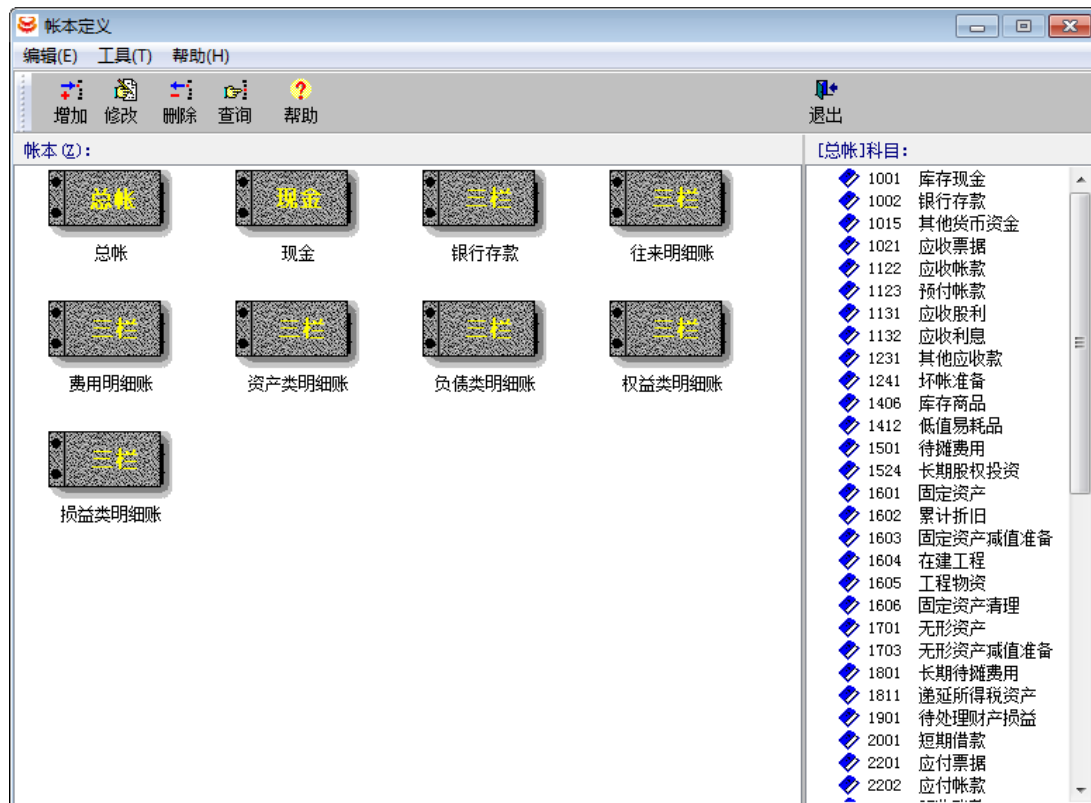 帐本定义
编辑(E) 工具(T) 帮助(H)
增加 修改 删除 查询 帮助 退出
帐本(Z):
总帐 现金 三栏 三栏
总帐 现金 银行存款 往来明细账
三栏 三栏 三栏 三栏
费用明细账 资产类明细账 负债类明细账 权益类明细账
三栏
损益类明细账
[总帐]科目:
1001 库存现金
1002 银行存款
1015 其他货币资金
1021 应收票据
1122 应收帐款
1123 预付帐款
1131 应收股利
1132 应收利息
1231 其他应收款
1241 坏帐准备
1406 库存商品
1412 低值易耗品
1501 待摊费用
1524 长期股权投资
1601 固定资产
1602 累计折旧
1603 固定资产减值准备
1604 在建工程
1605 工程物资
1606 固定资产清理
1701 无形资产
1703 无形资产减值准备
1801 长期待摊费用
1811 递延所得税资产
1901 待处理财产损益
2001 短期借款
2201 应付票据
2202 应付帐款